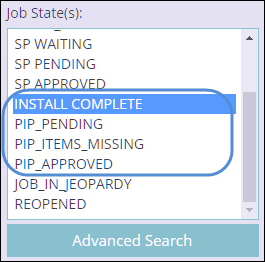 Job State(s):
SP WAITING
SP PENDING
SP APPROVED
INSTALL COMPLETE
PIP_PENDING
PIP_ITEMS_MISSING
PIP_APPROVED
JOB_IN_JEOPARDY
REOPENED
Advanced Search